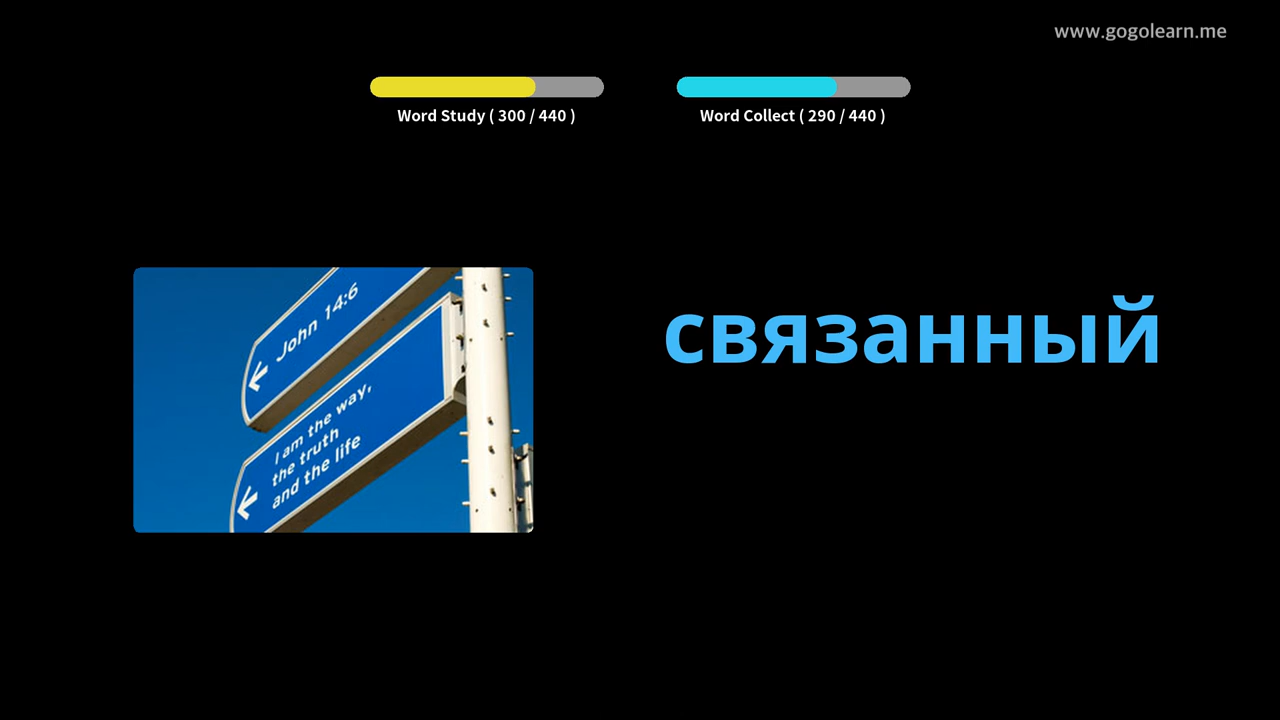 www.gogolearn.me
Word Study ( 300 / 440 )
Word Collect ( 290 / 440 )
John 14:6
I am the way,
the truth
and the life
связанный